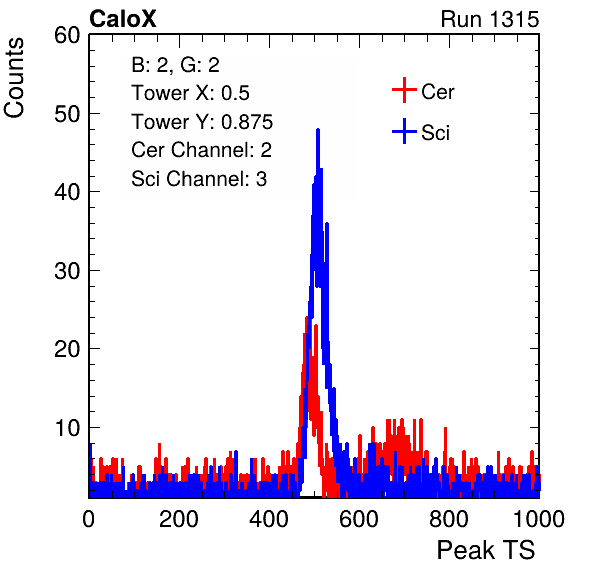 CaloX Run 1315
Counts
B: 2, G: 2
Tower X: 0.5
Tower Y: 0.875
Cer Channel: 2
Sci Channel: 3
Cer
Sci
60
50
40
30
20
10
0 200 400 600 800 1000
Peak TS